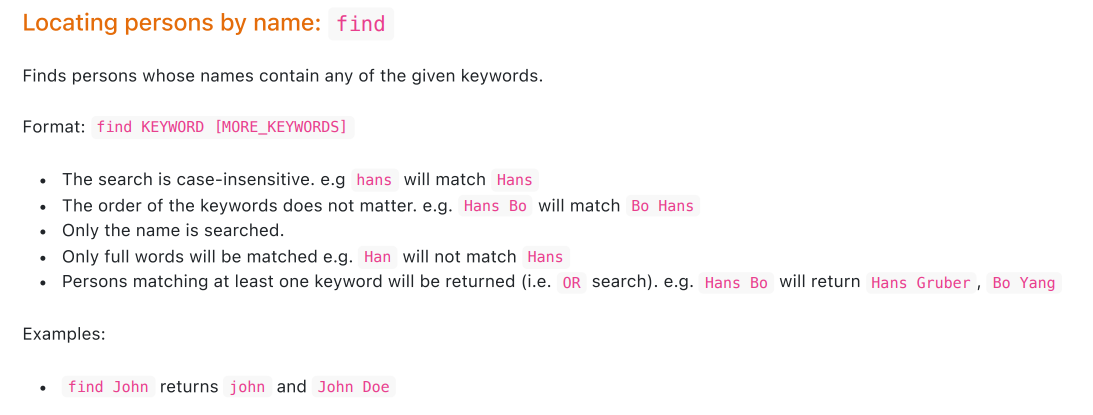 Locating persons by name: find
Finds persons whose names contain any of the given keywords.
Format: find KEYWORD [MORE_KEYWORDS]
• The search is case-insensitive. e.g hans will match Hans
• The order of the keywords does not matter. e.g. Hans Bo will match Bo Hans
• Only the name is searched.
• Only full words will be matched e.g. Han will not match Hans
• Persons matching at least one keyword will be returned (i.e. OR search). e.g. Hans Bo will return Hans Gruber, Bo Yang
Examples:
• find John returns john and John Doe